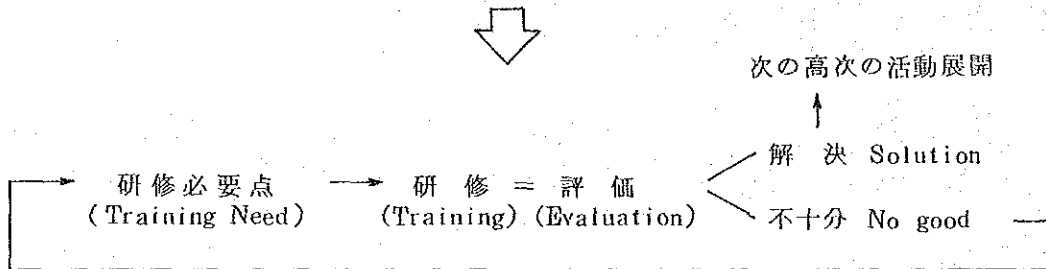 次の高次の活動展開
解決 Solution
研修必要点 研修 = 評価
(Training Need) (Training) (Evaluation)
不十分 No good